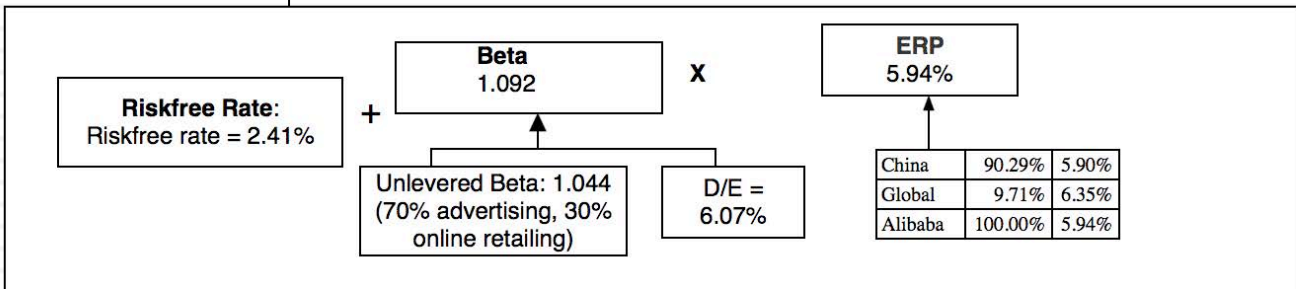 Riskfree Rate:
Riskfree rate = 2.41%
+
Beta
1.092
X
ERP
5.94%
Unlevered Beta: 1.044
(70% advertising, 30%
online retailing)
D/E =
6.07%
China 90.29% 5.90%
Global 9.71% 6.35%
Alibaba 100.00% 5.94%